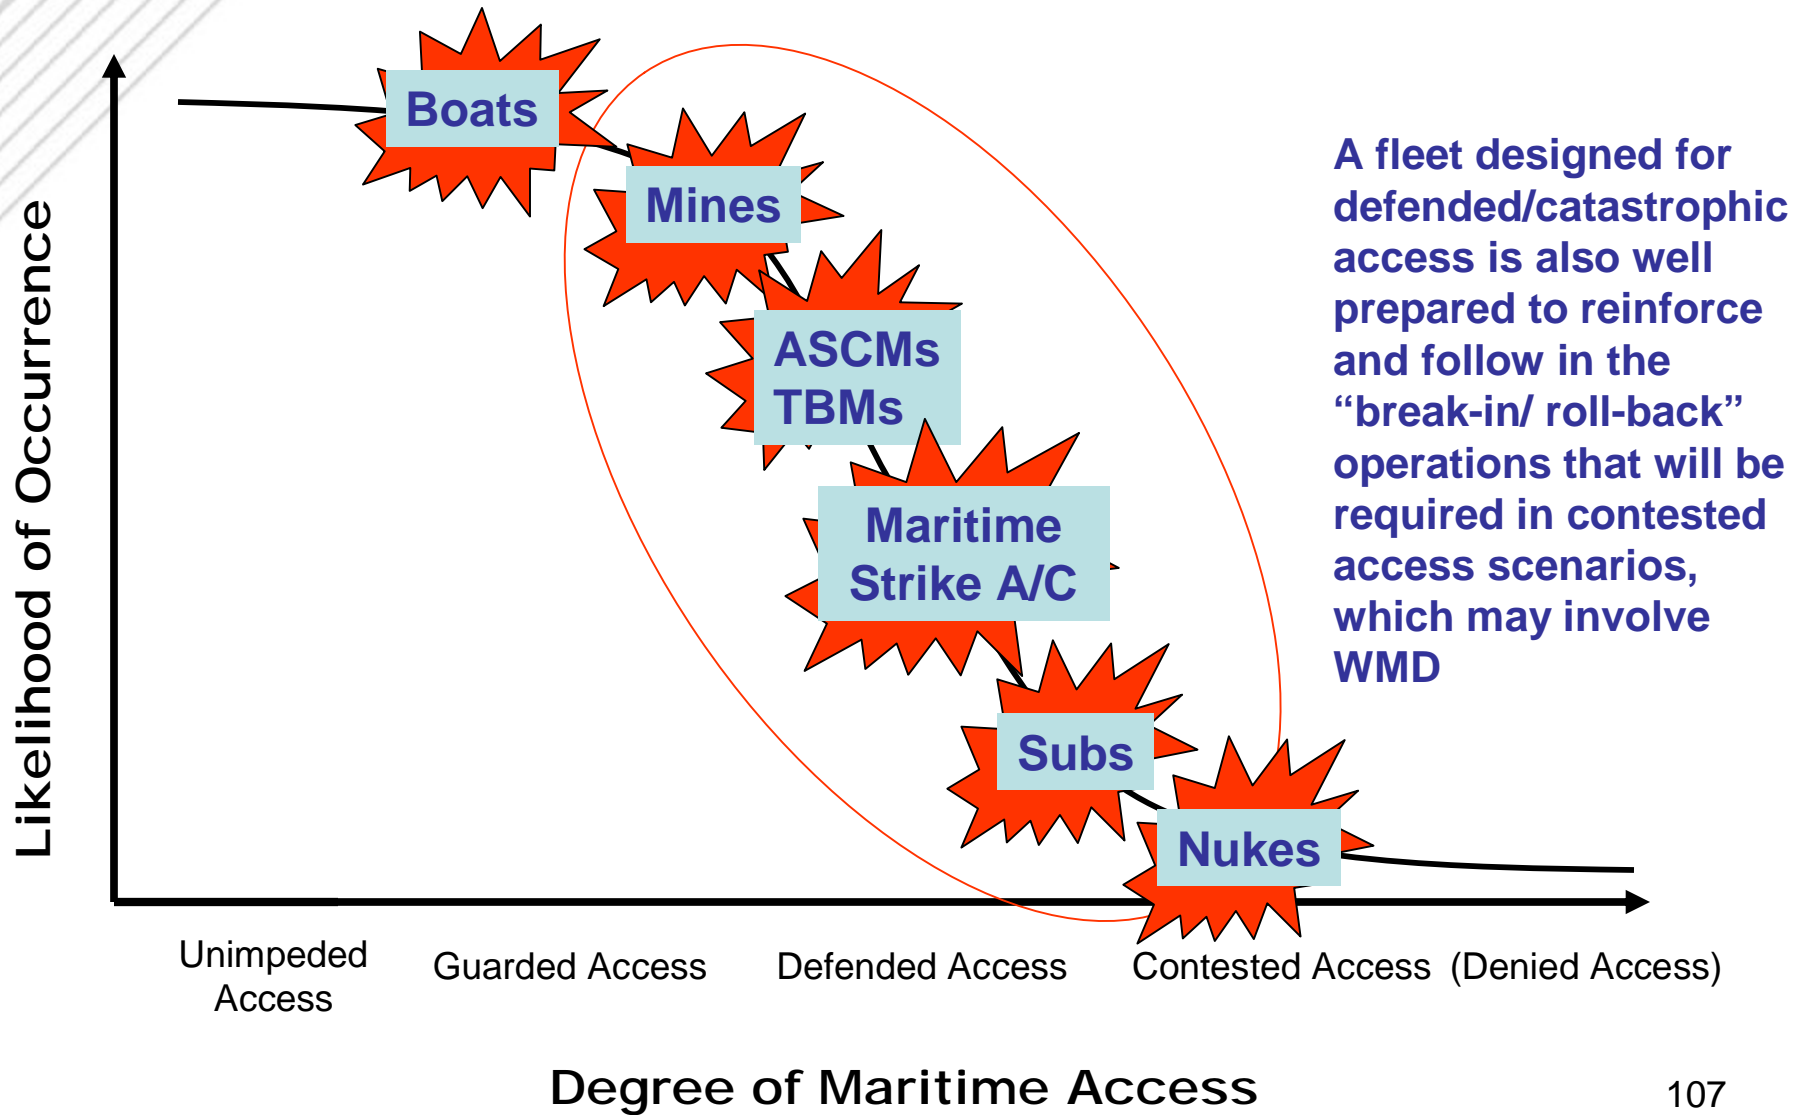 Boats
Mines
ASCMs
TBMs
Maritime
Strike A/C
Subs
Nukes
A fleet designed for
defended/catastrophic
access is also well
prepared to reinforce
and follow in the
“break-in/ roll-back”
operations that will be
required in contested
access scenarios,
which may involve
WMD
Likelihood of Occurrence
Unimpeded
Access
Guarded Access
Defended Access
Contested Access
(Denied Access)
Degree of Maritime Access
107